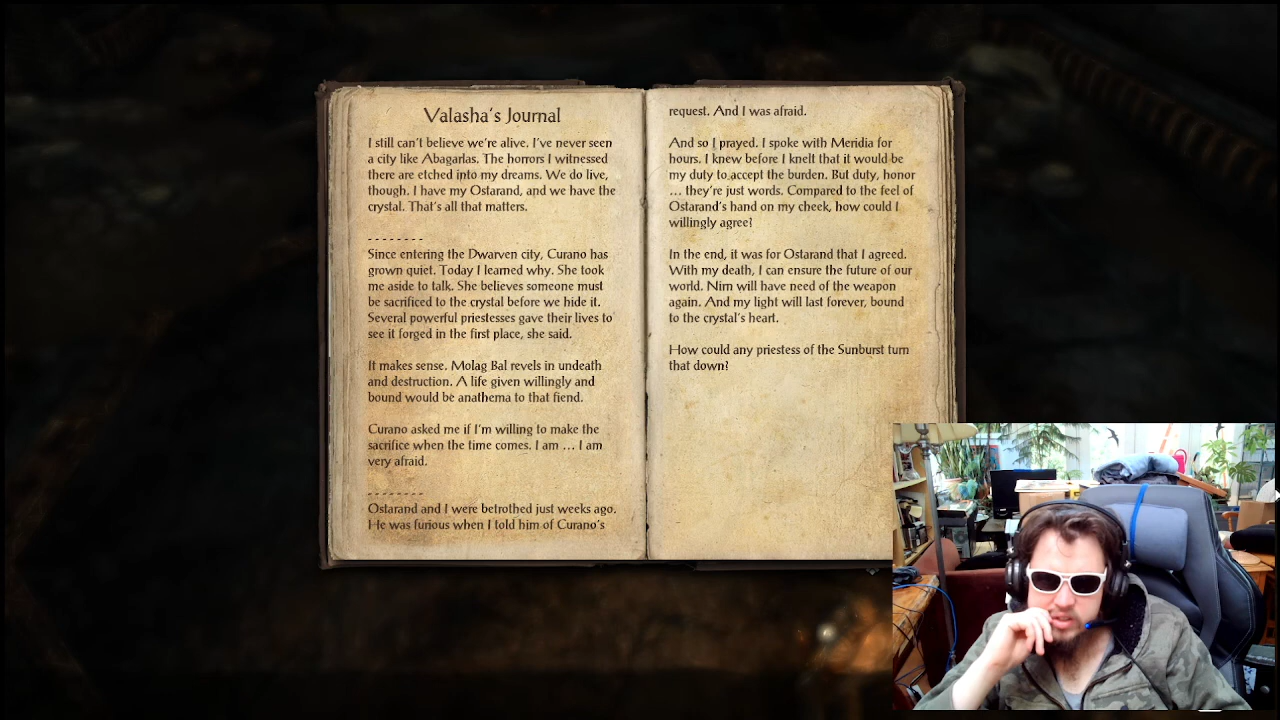 Valasha's Journal
I still can't believe we're alive. I've never seen
a city like Abagarlas. The horrors I witnessed
there are etched into my dreams. We do live,
though. I have my Ostarand, and we have the
crystal. That's all that matters.
--------
Since entering the Dwarven city, Curano has
grown quiet. Today I learned why. She took
me aside to talk. She believes someone must
be sacrificed to the crystal before we hide it.
Several powerful priestesses gave their lives to
see it forged in the first place, she said.
It makes sense. Molag Bal revels in undeath
and destruction. A life given willingly and
bound would be anathema to that fiend.
Curano asked me if I'm willing to make the
sacrifice when the time comes. I am ... I am
very afraid.
--------
Ostarand and I were betrothed just weeks ago.
He was furious when I told him of Curano's
request. And I was afraid.
And so I prayed. I spoke with Meridia for
hours. I knew before I knelt that it would be
my duty to accept the burden. But duty, honor
... they're just words. Compared to the feel of
Ostarand's hand on my cheek, how could I
willingly agree?
In the end, it was for Ostarand that I agreed.
With my death, I can ensure the future of our
world. Nirn will have need of the weapon
again. And my light will last forever, bound
to the crystal's heart.
How could any priestess of the Sunburst turn
that down?